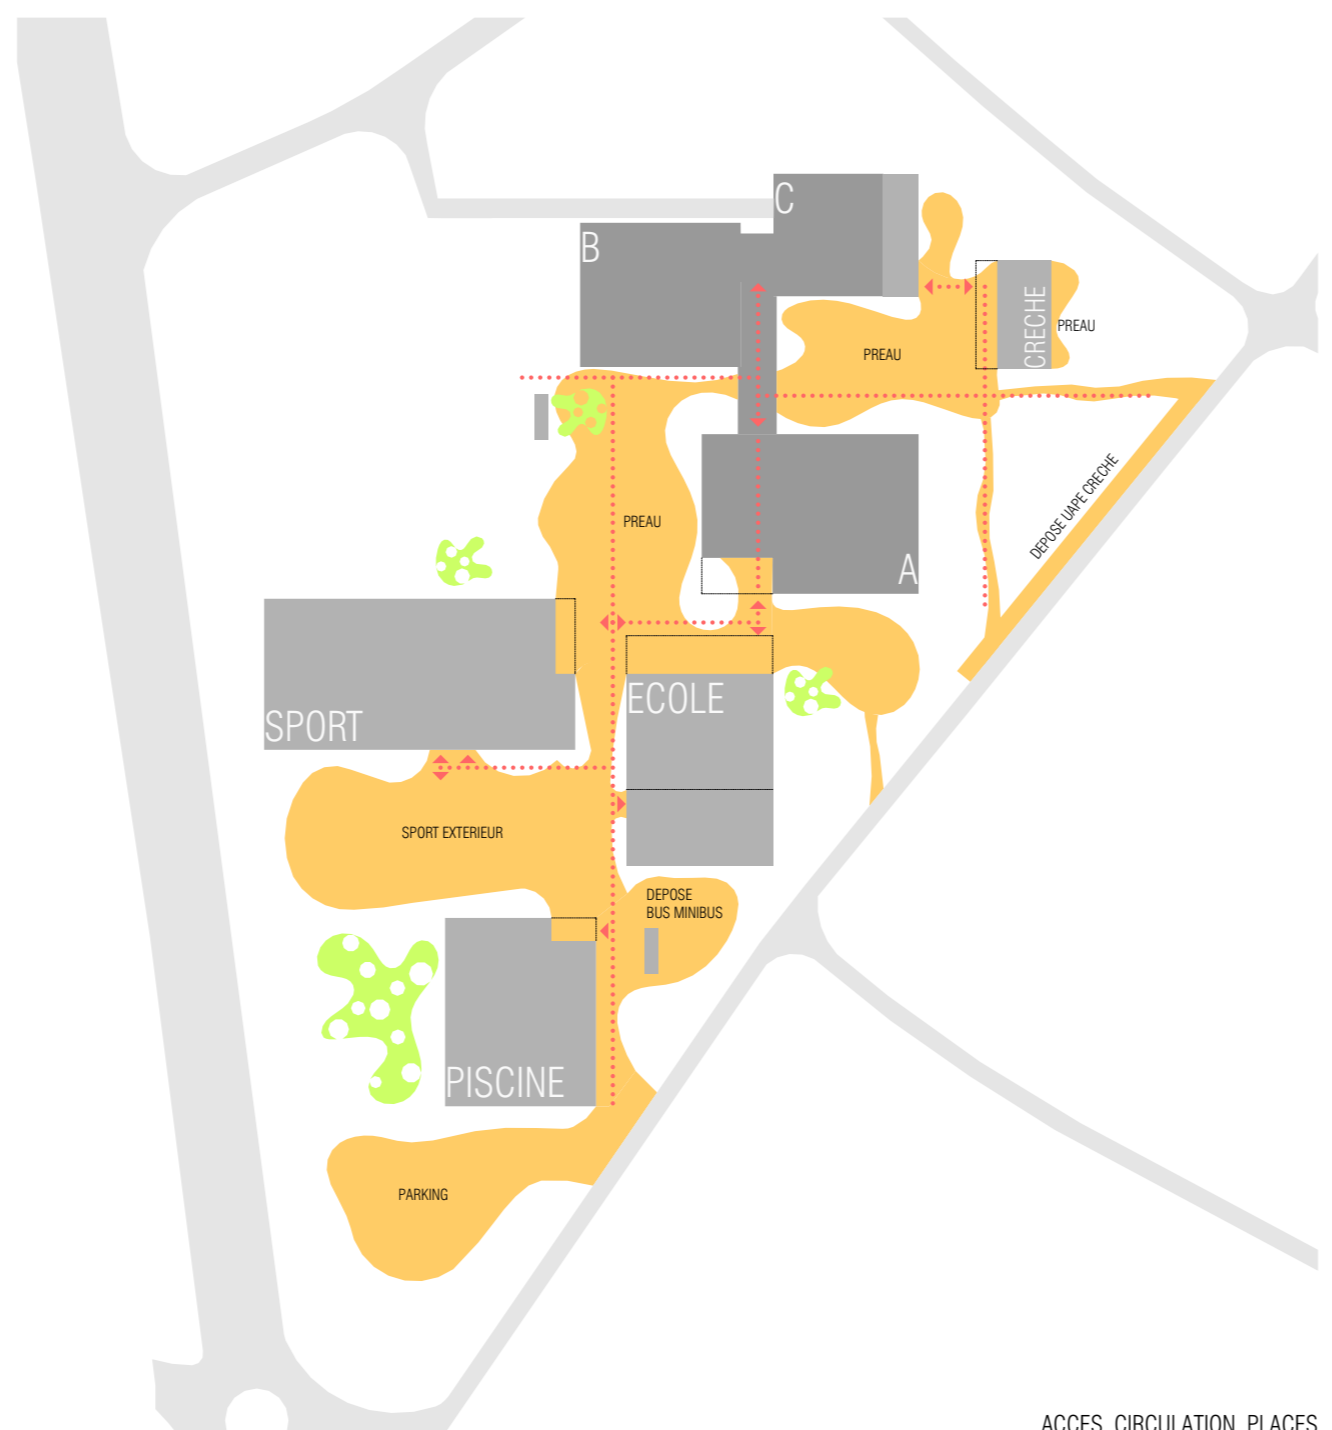 C
B
CRECHE
PREAU
PREAU
DEPOSE UAPE CRECHE
PREAU
A
ECOLE
SPORT
SPORT EXTERIEUR
DEPOSE
BUS MINIBUS
PISCINE
PARKING
ACCES CIRCULATION PLACES